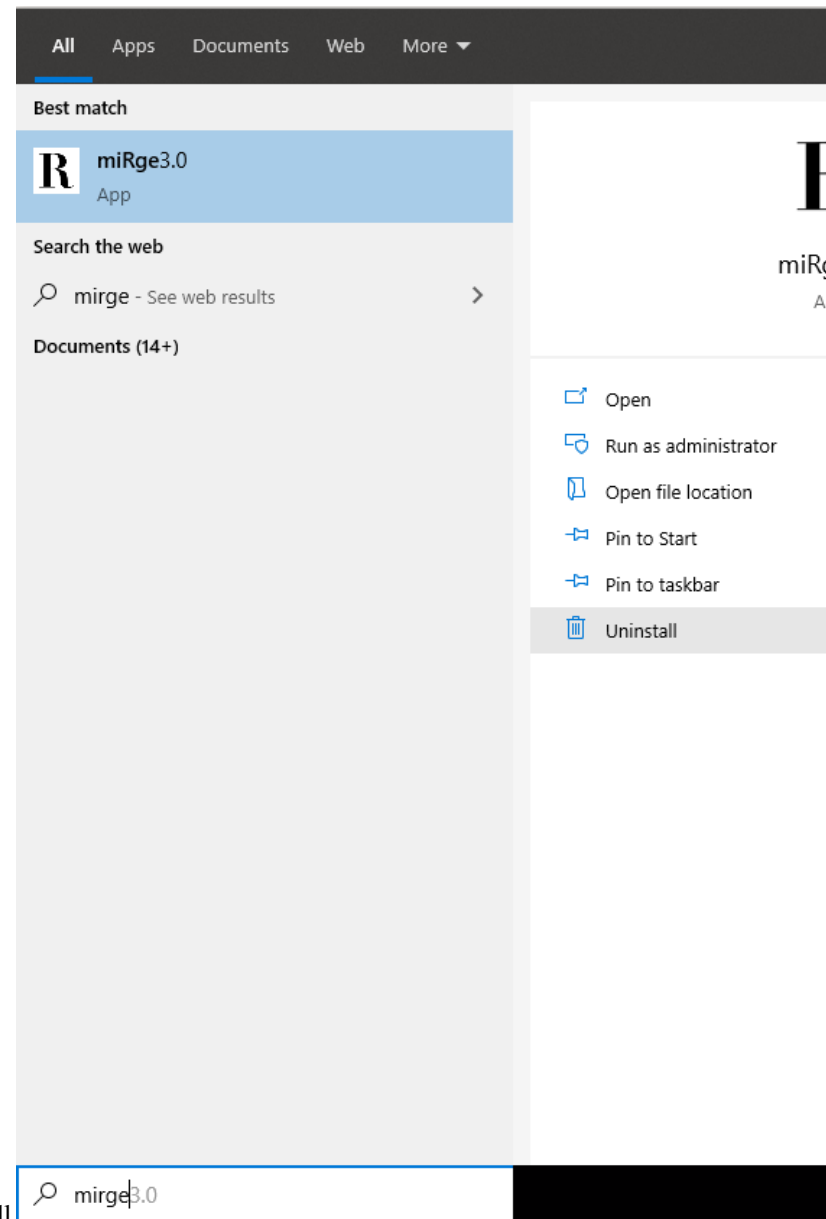 All Apps Documents Web More
Best match
R miRge3.0
App
Search the web
mirge - See web results
Documents (14+)
miRg
A
Open
Run as administrator
Open file location
Pin to Start
Pin to taskbar
Uninstall
mirge3.0